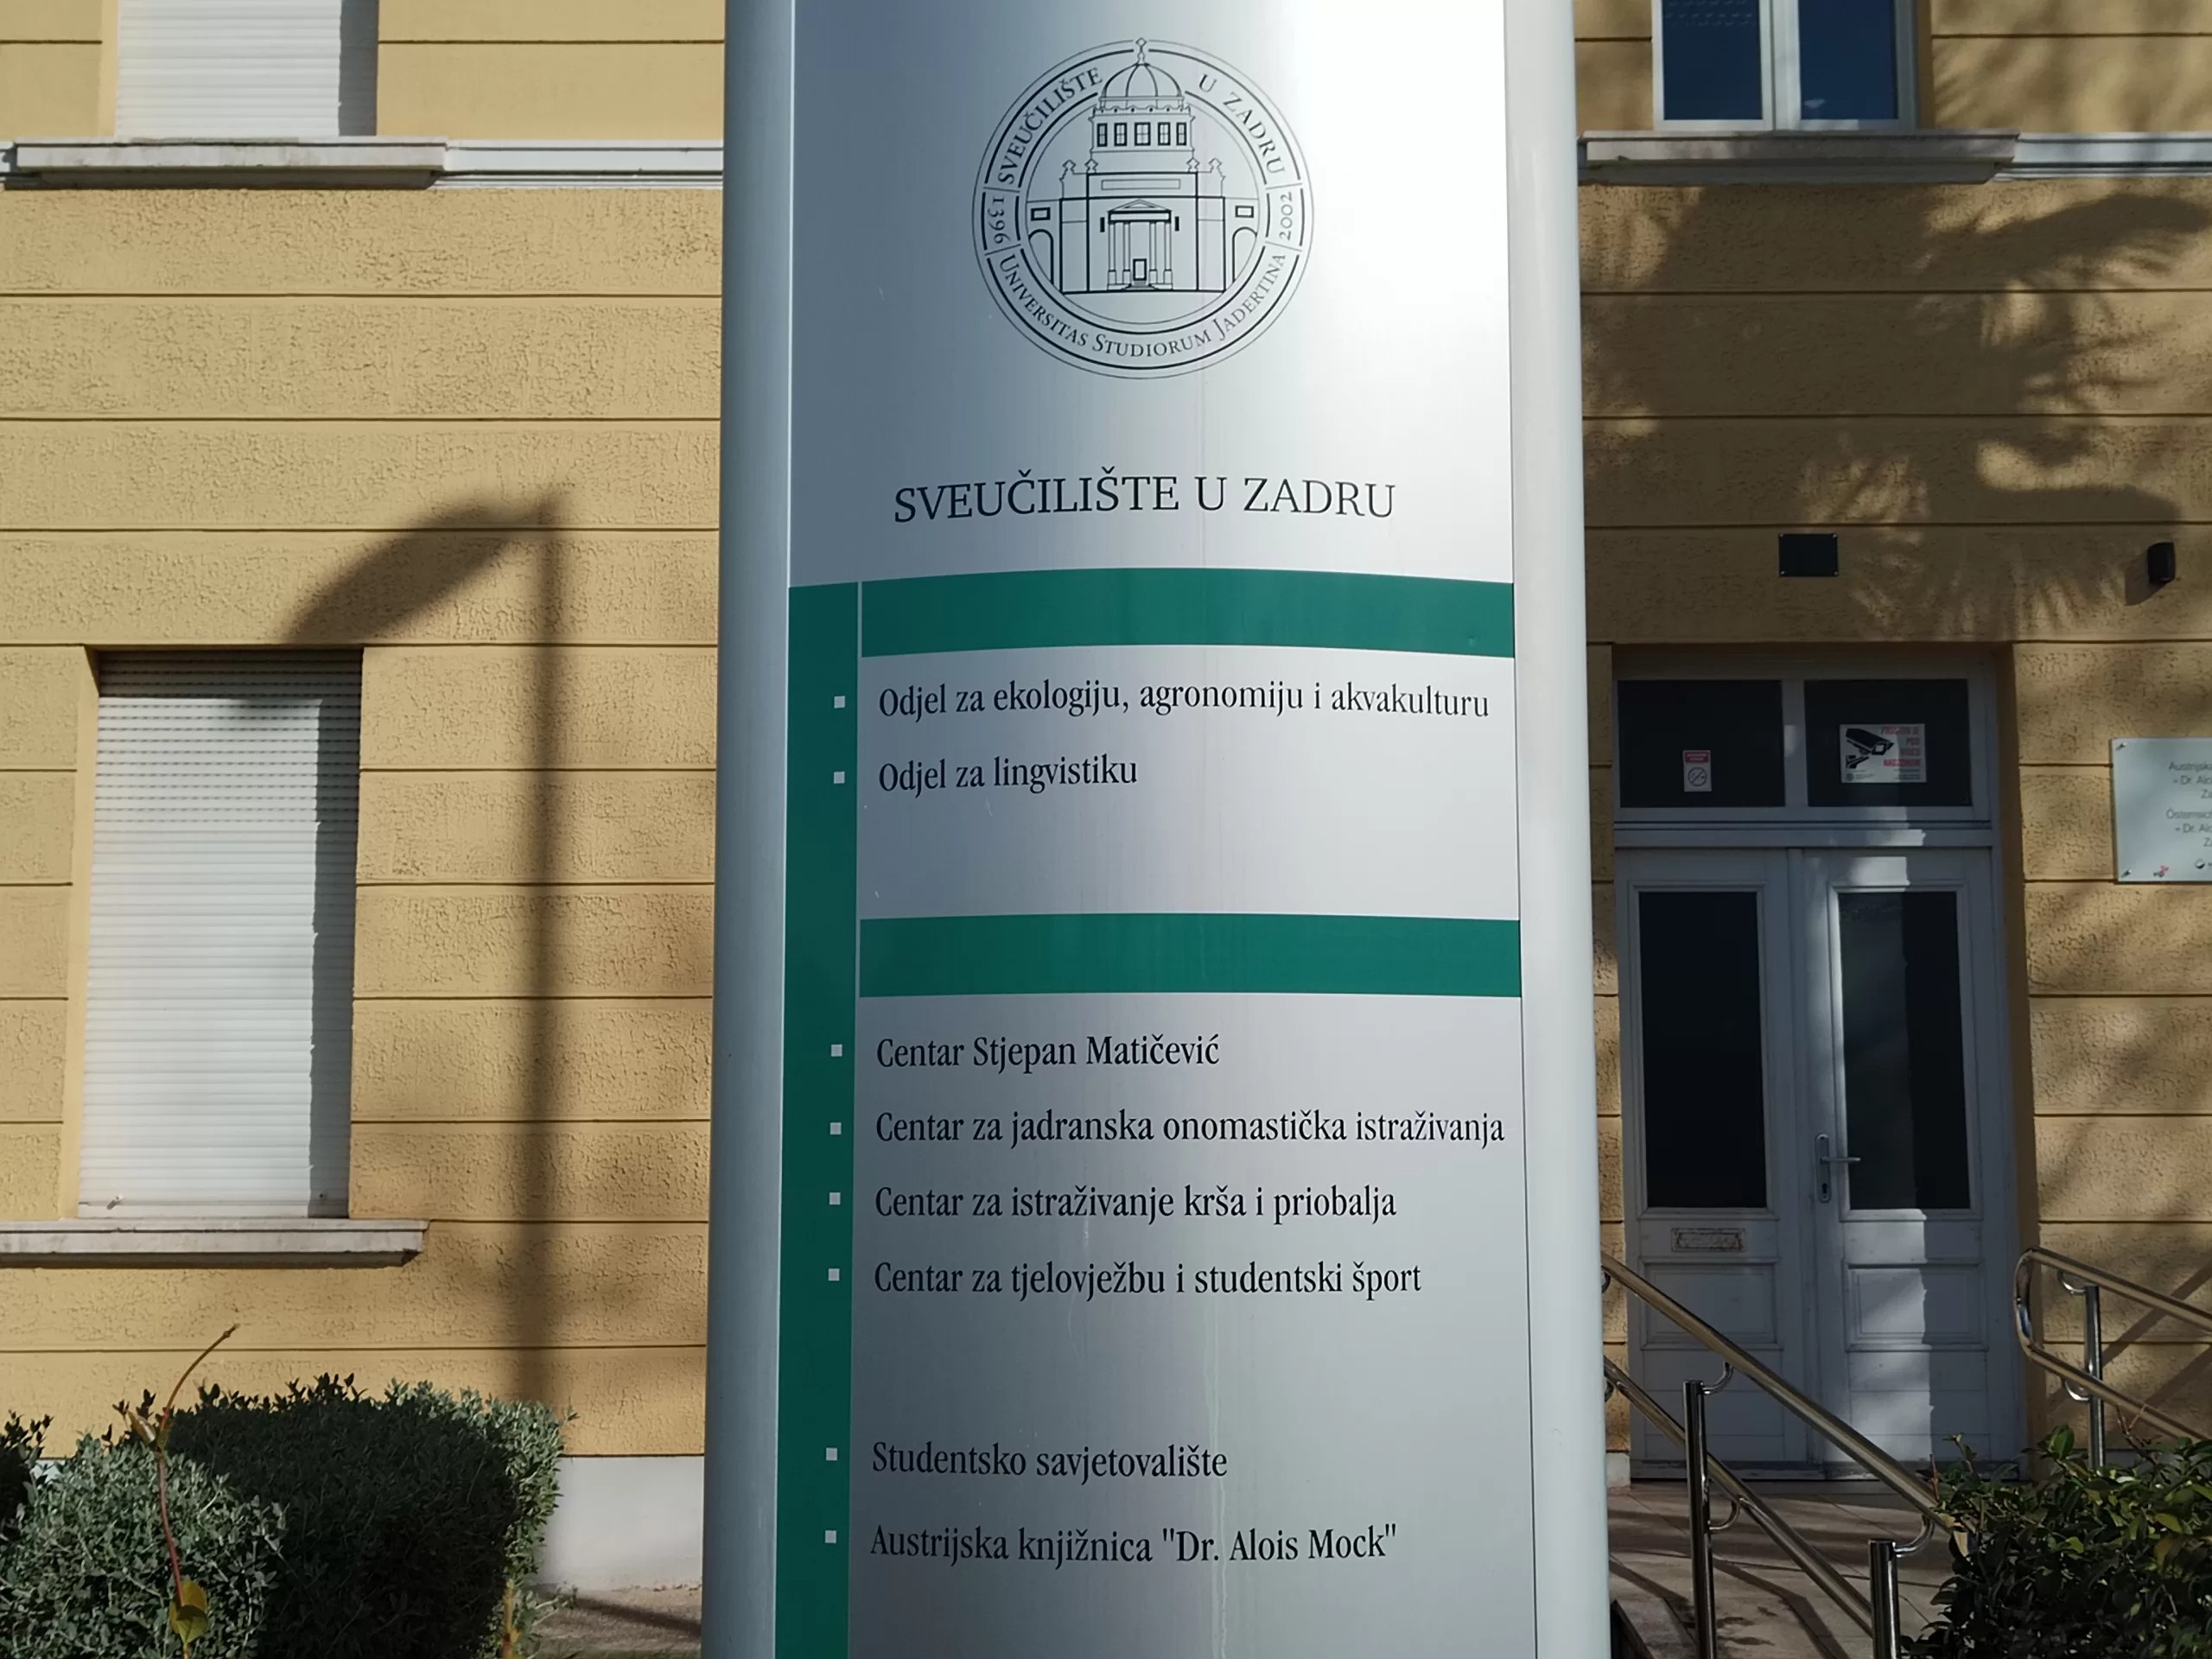 SVEUČILIŠTE U ZADRU
1396
2002
UNIVERSITAS STUDIORUM JADERTINA
SVEUČILIŠTE U ZADRU
Odjel za ekologiju, agronomiju i akvakulturu
Odjel za lingvistiku
Centar Stjepan Matičević
Centar za jadranska onomastička istraživanja
Centar za istraživanje krša i priobalja
Centar za tjelovježbu i studentski šport
Studentsko savjetovalište
Austrijska knjižnica "Dr. Alois Mock"